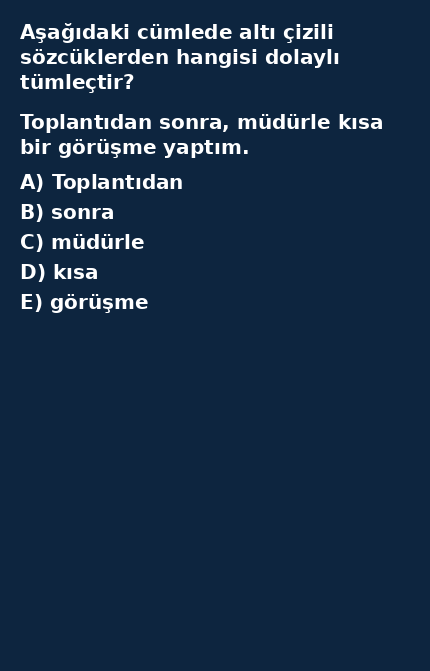 Aşağıdaki cümlede altı çizili
sözcüklerden hangisi dolaylı
tümleçtir?
Toplantıdan sonra, müdürle kısa
bir görüşme yaptım.
A) Toplantıdan
B) sonra
C) müdürle
D) kısa
E) görüşme